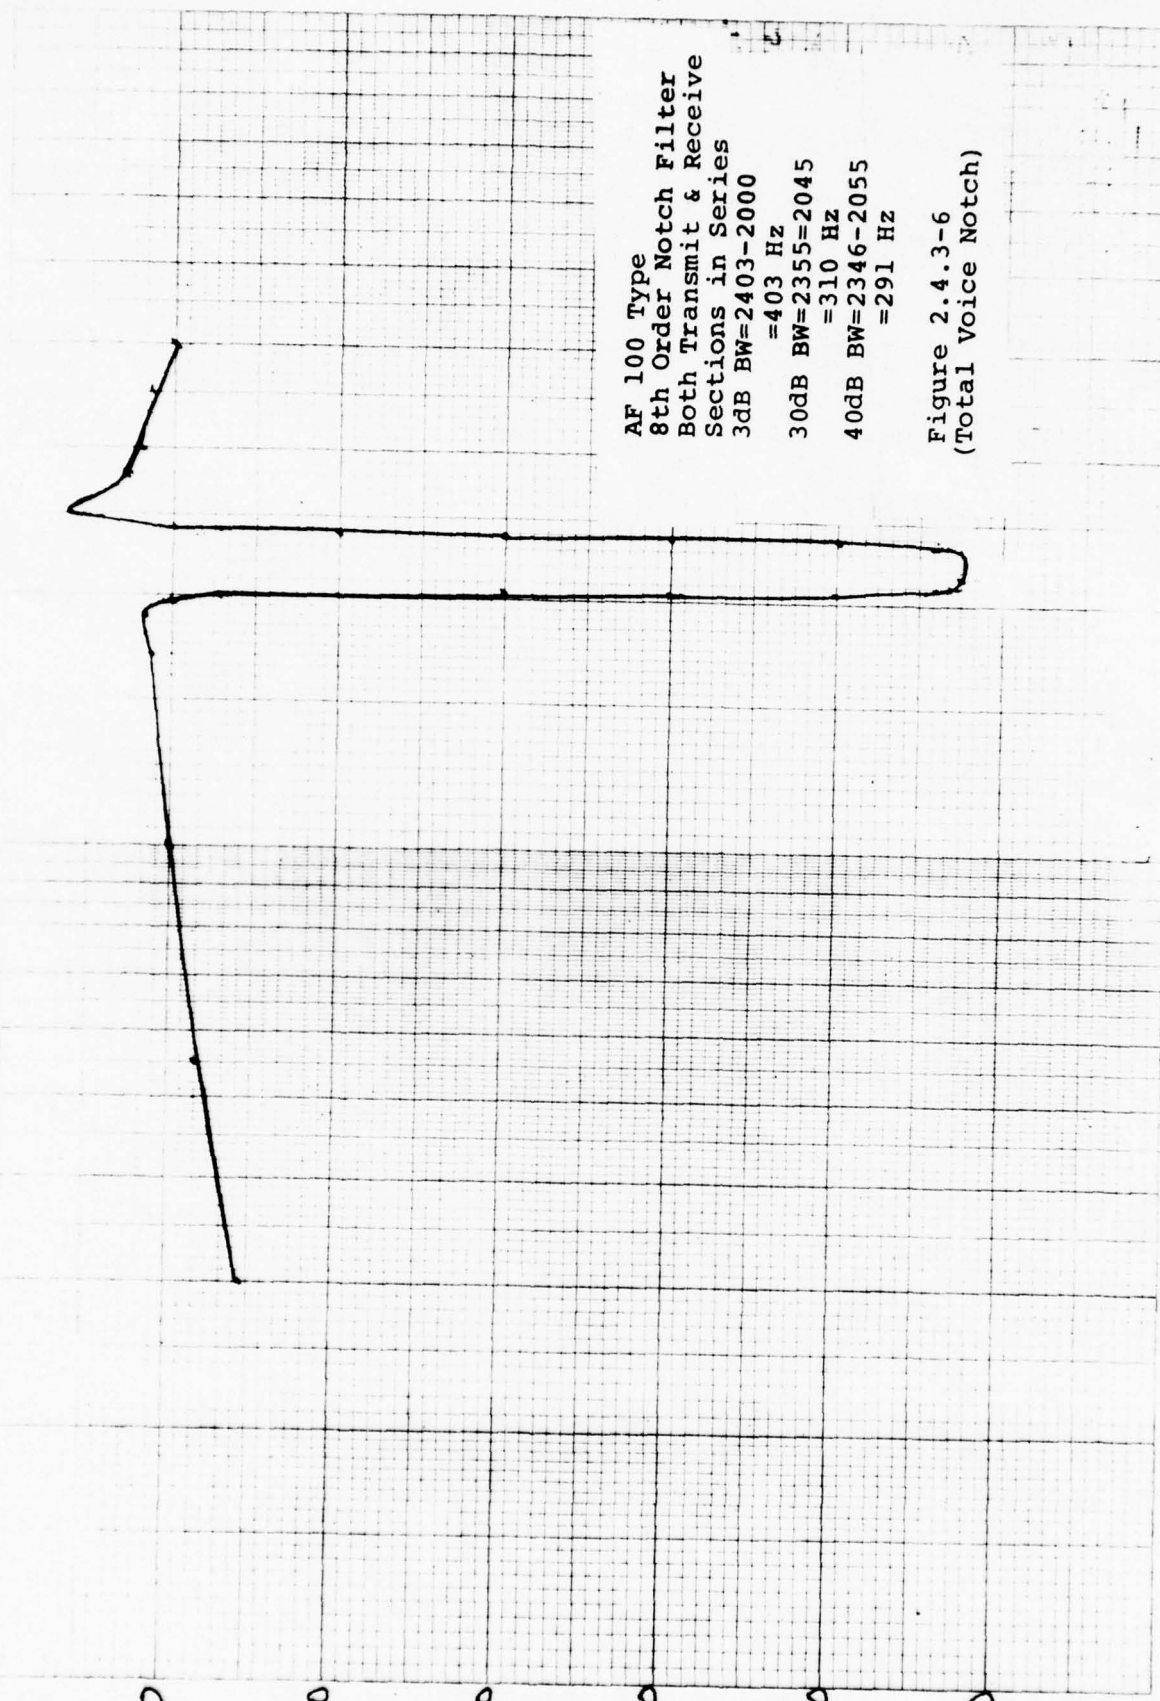 AF 100 Type
8th Order Notch Filter
Both Transmit & Receive
Sections in Series
3dB BW=2403-2000
=403 Hz
30dB BW=2355=2045
=310 Hz
40dB BW=2346-2055
=291 Hz
Figure 2.4.3-6
(Total Voice Notch)